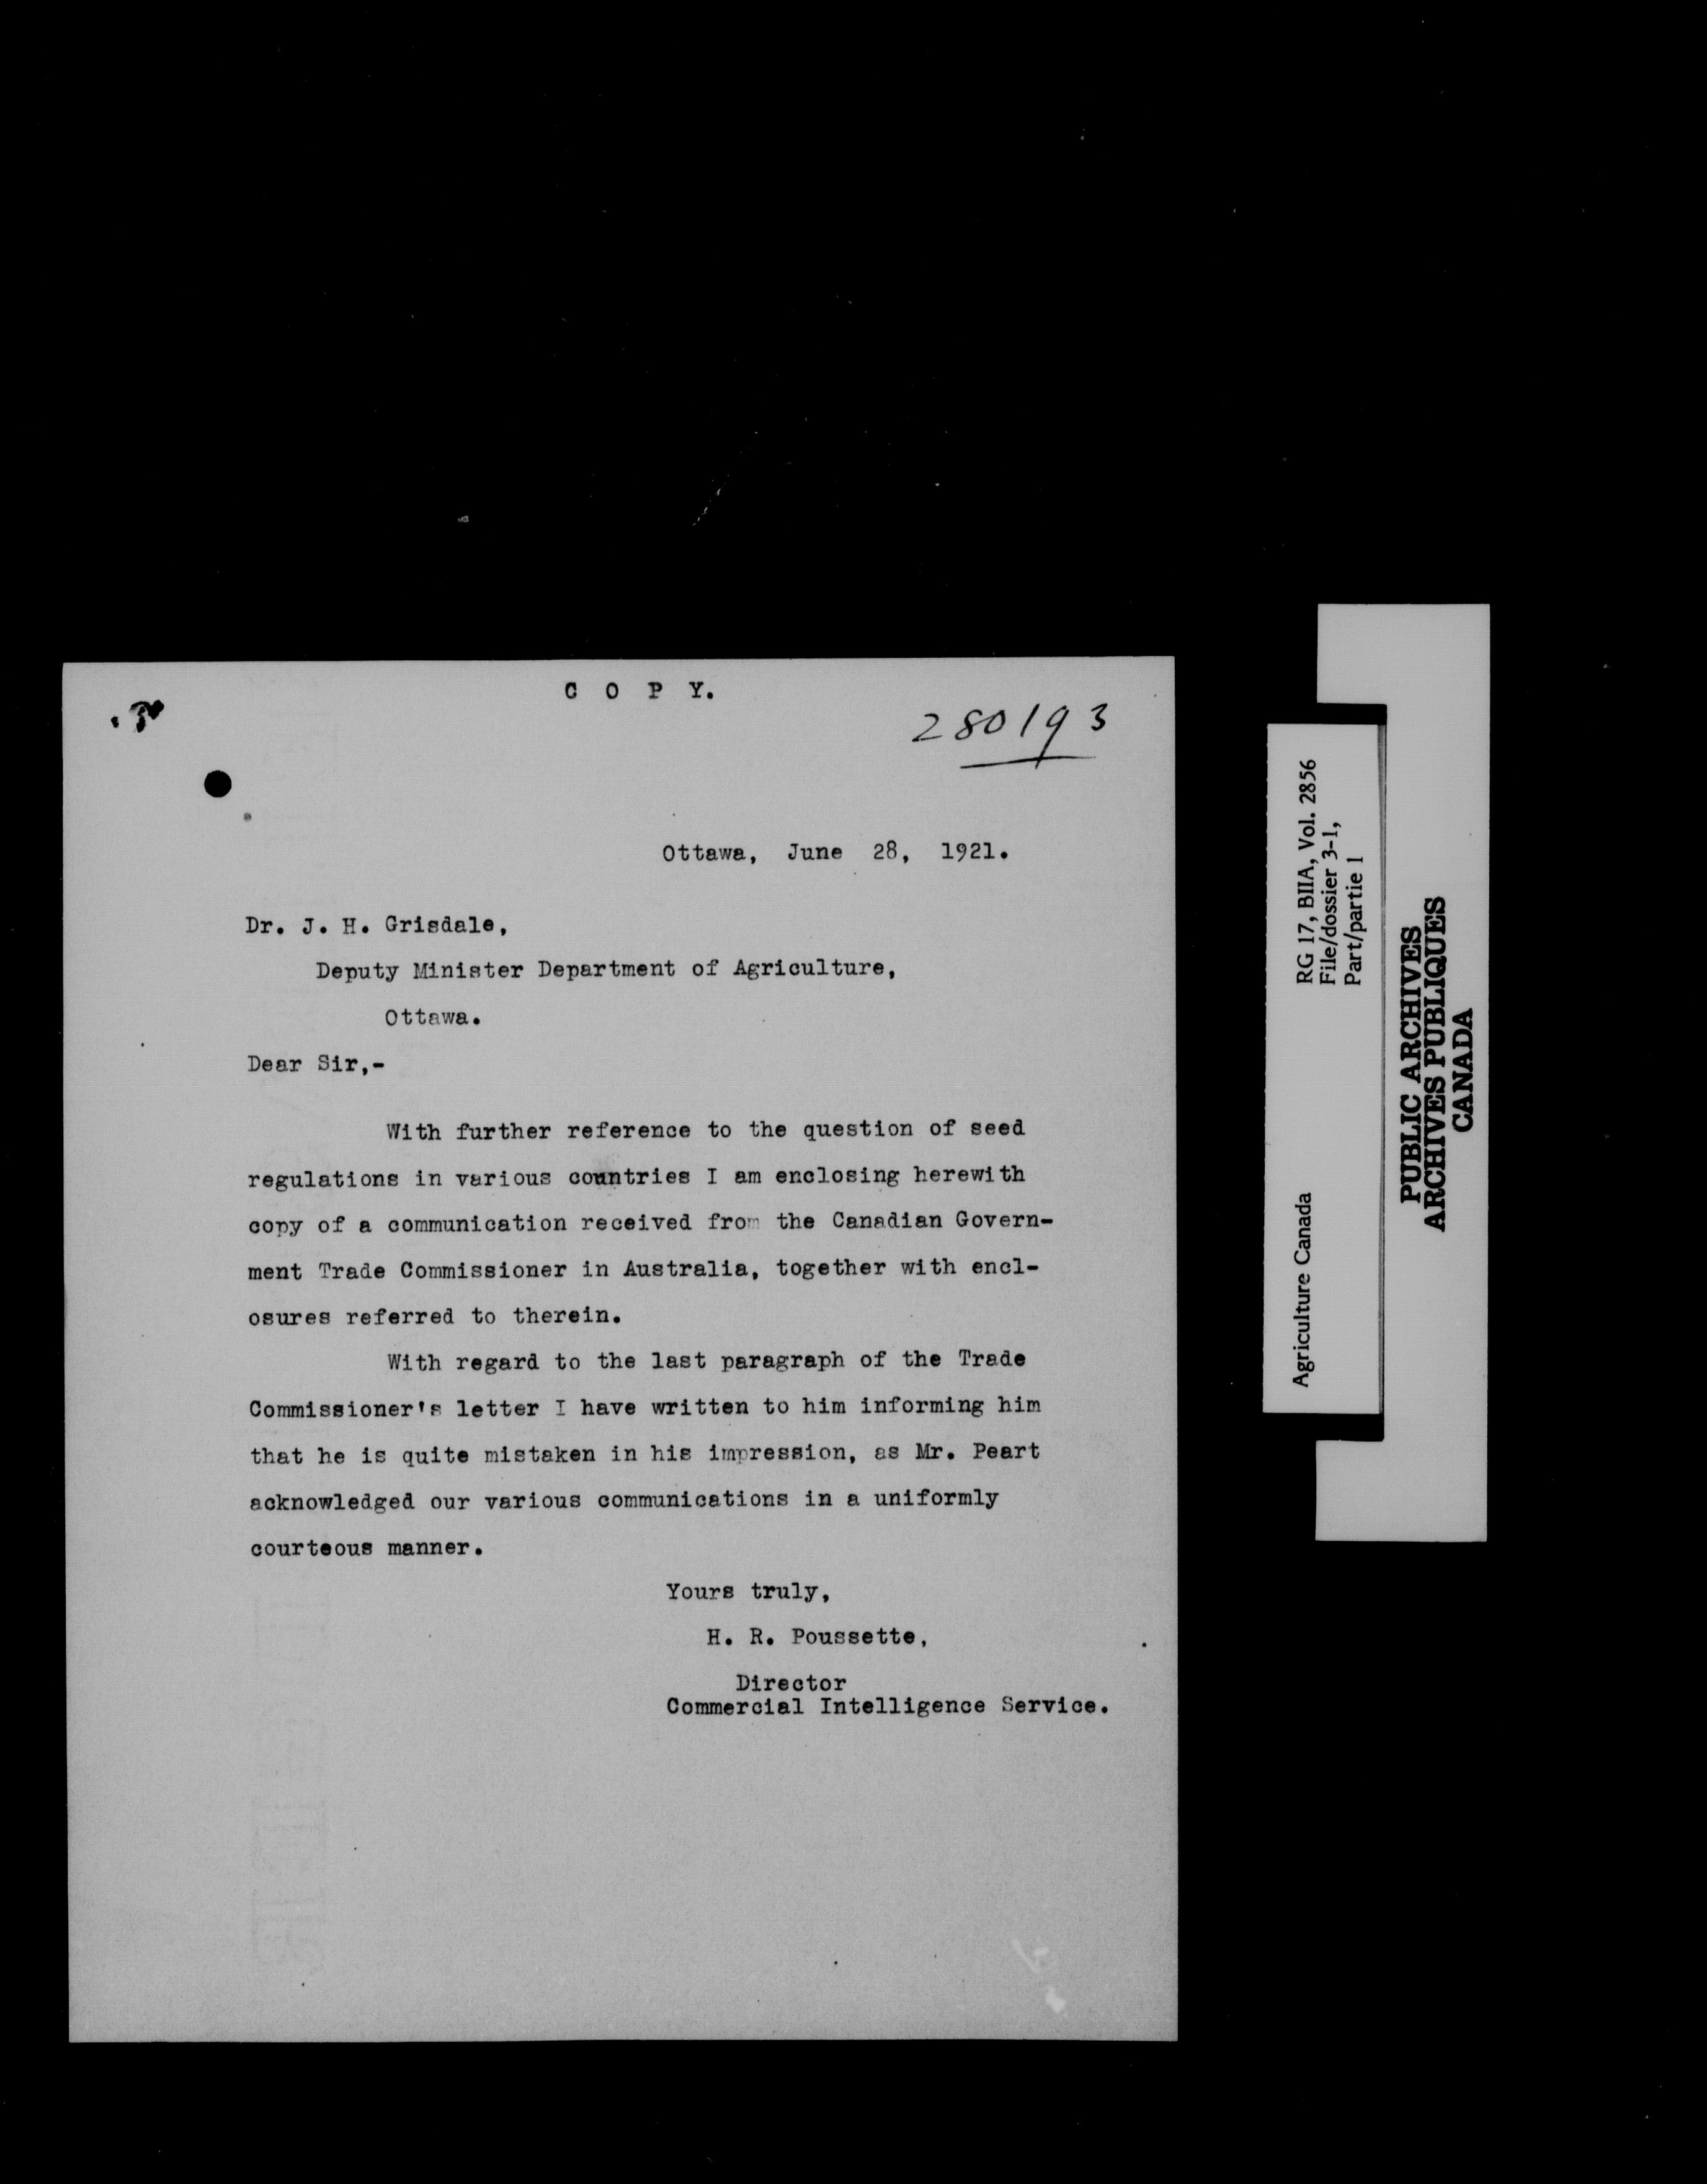 C O P Y.
280193
Ottawa, June 28, 1921.
Dr. J. H. Grisdale,
Deputy Minister Department of Agriculture,
Ottawa.
Dear Sir,-
With further reference to the question of seed
regulations in various countries I am enclosing herewith
copy of a communication received from the Canadian Govern-
ment Trade Commissioner in Australia, together with encl-
osures referred to therein.
With regard to the last paragraph of the Trade
Commissioner's letter I have written to him informing him
that he is quite mistaken in his impression, as Mr. Peart
acknowledged our various communications in a uniformly
courteous manner.
Yours truly,
H. R. Poussette,
Director
Commercial Intelligence Service.
Agriculture Canada
RG 17, BIIA, Vol. 2856
File/dossier 3-1,
Part/partie 1
PUBLIC ARCHIVES
ARCHIVES PUBLIQUES
CANADA